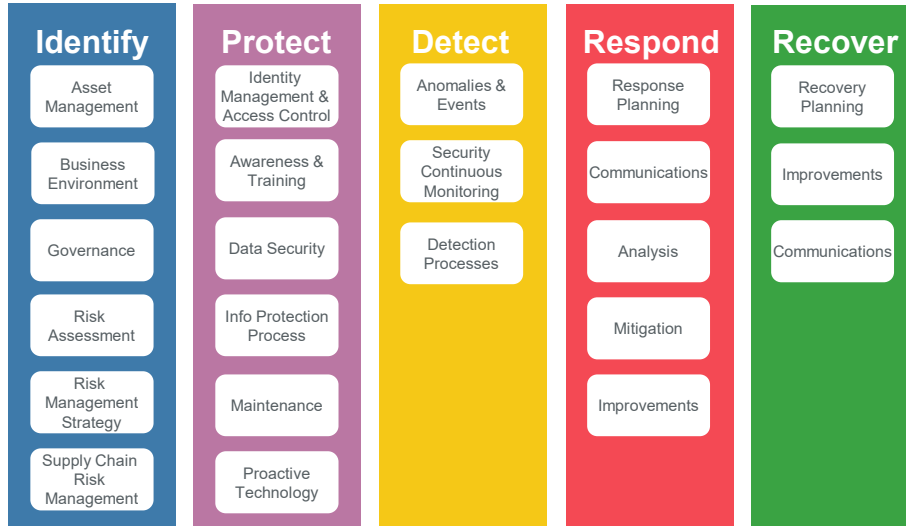 Identify
Asset
Management
Business
Environment
Governance
Risk
Assessment
Risk
Management
Strategy
Supply Chain
Risk
Management
Protect
Identity
Management &
Access Control
Awareness &
Training
Data Security
Info Protection
Process
Maintenance
Proactive
Technology
Detect
Anomalies &
Events
Security
Continuous
Monitoring
Detection
Processes
Respond
Response
Planning
Communications
Analysis
Mitigation
Improvements
Recover
Recovery
Planning
Improvements
Communications